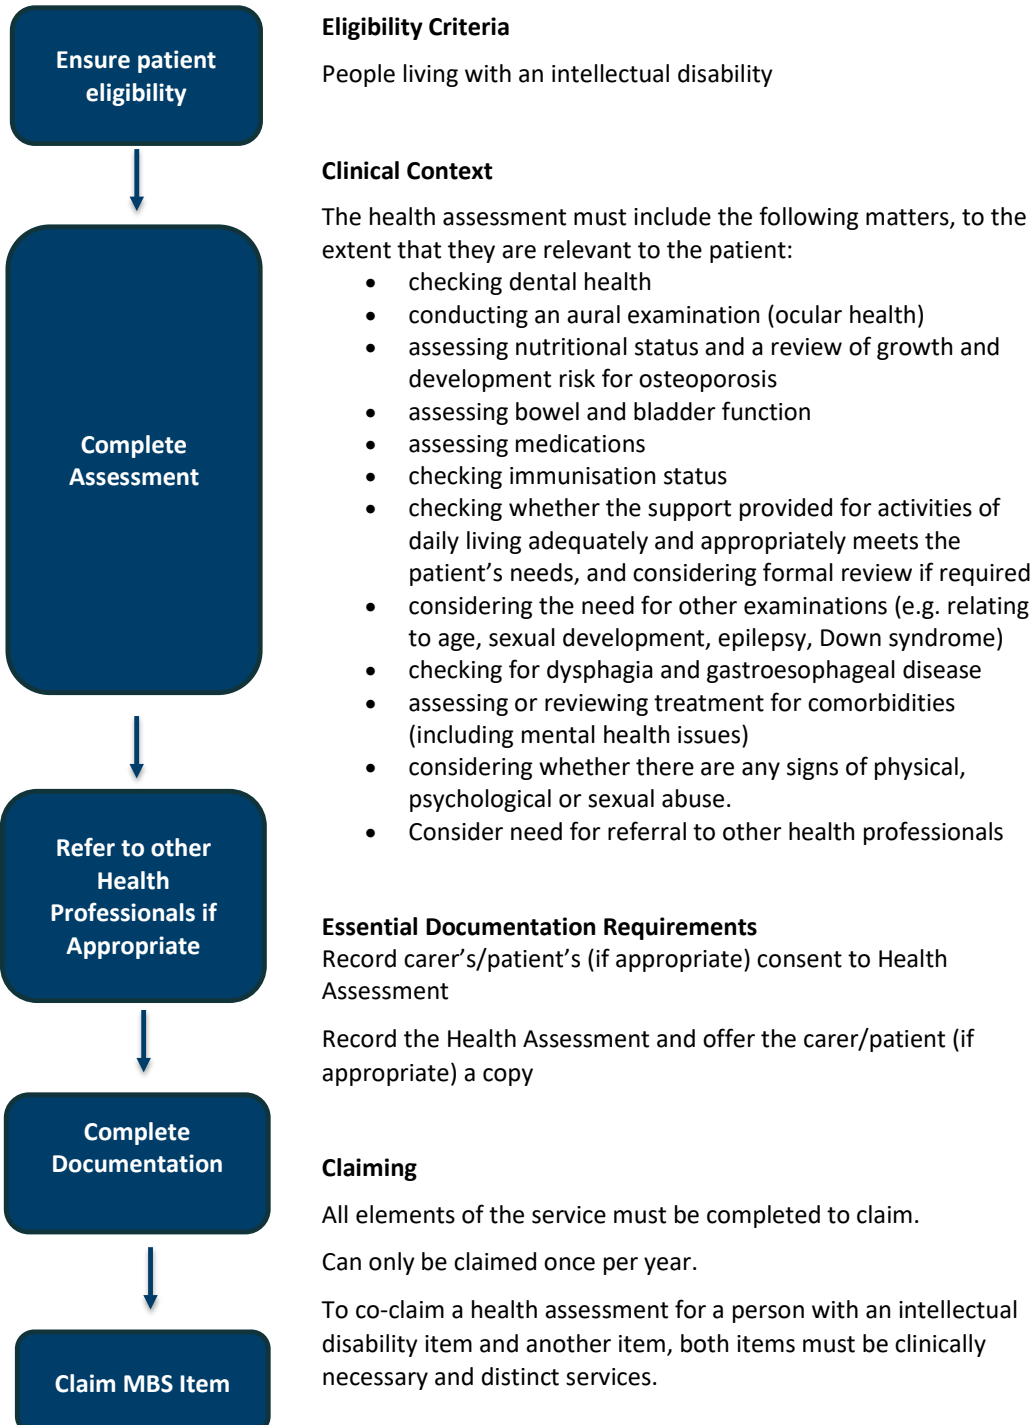 Ensure patient
eligibility
Eligibility Criteria
People living with an intellectual disability
Complete
Assessment
Clinical Context
The health assessment must include the following matters, to the
extent that they are relevant to the patient:
• checking dental health
• conducting an aural examination (ocular health)
• assessing nutritional status and a review of growth and
development risk for osteoporosis
• assessing bowel and bladder function
• assessing medications
• checking immunisation status
• checking whether the support provided for activities of
daily living adequately and appropriately meets the
patient’s needs, and considering formal review if required
• considering the need for other examinations (e.g. relating
to age, sexual development, epilepsy, Down syndrome)
• checking for dysphagia and gastroesophageal disease
• assessing or reviewing treatment for comorbidities
(including mental health issues)
• considering whether there are any signs of physical,
psychological or sexual abuse.
• Consider need for referral to other health professionals
Refer to other
Health
Professionals if
Appropriate
Essential Documentation Requirements
Record carer’s/patient’s (if appropriate) consent to Health
Assessment
Record the Health Assessment and offer the carer/patient (if
appropriate) a copy
Complete
Documentation
Claiming
All elements of the service must be completed to claim.
Can only be claimed once per year.
To co-claim a health assessment for a person with an intellectual
disability item and another item, both items must be clinically
necessary and distinct services.
Claim MBS Item